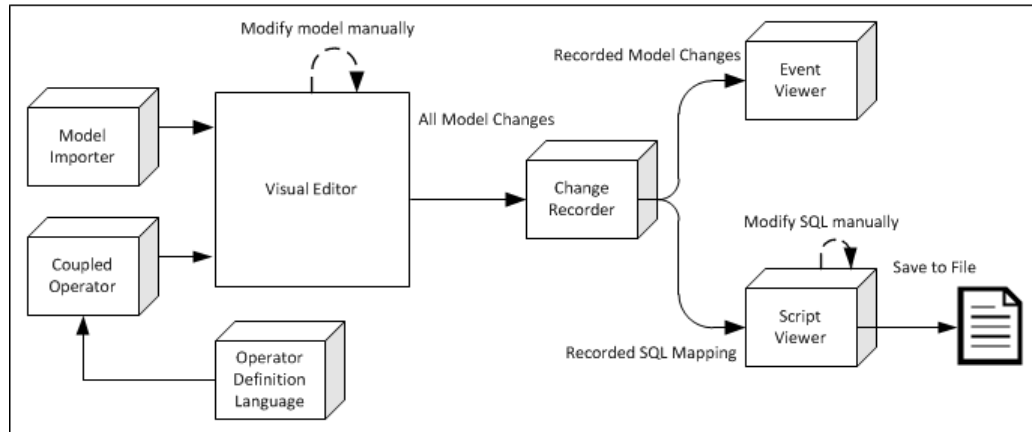 Modify model manually
Recorded Model Changes
Event
Viewer
Model
Importer
All Model Changes
Visual Editor
Change
Recorder
Coupled
Operator
Modify SQL manually
Save to File
Script
Viewer
Recorded SQL Mapping
Operator
Definition
Language